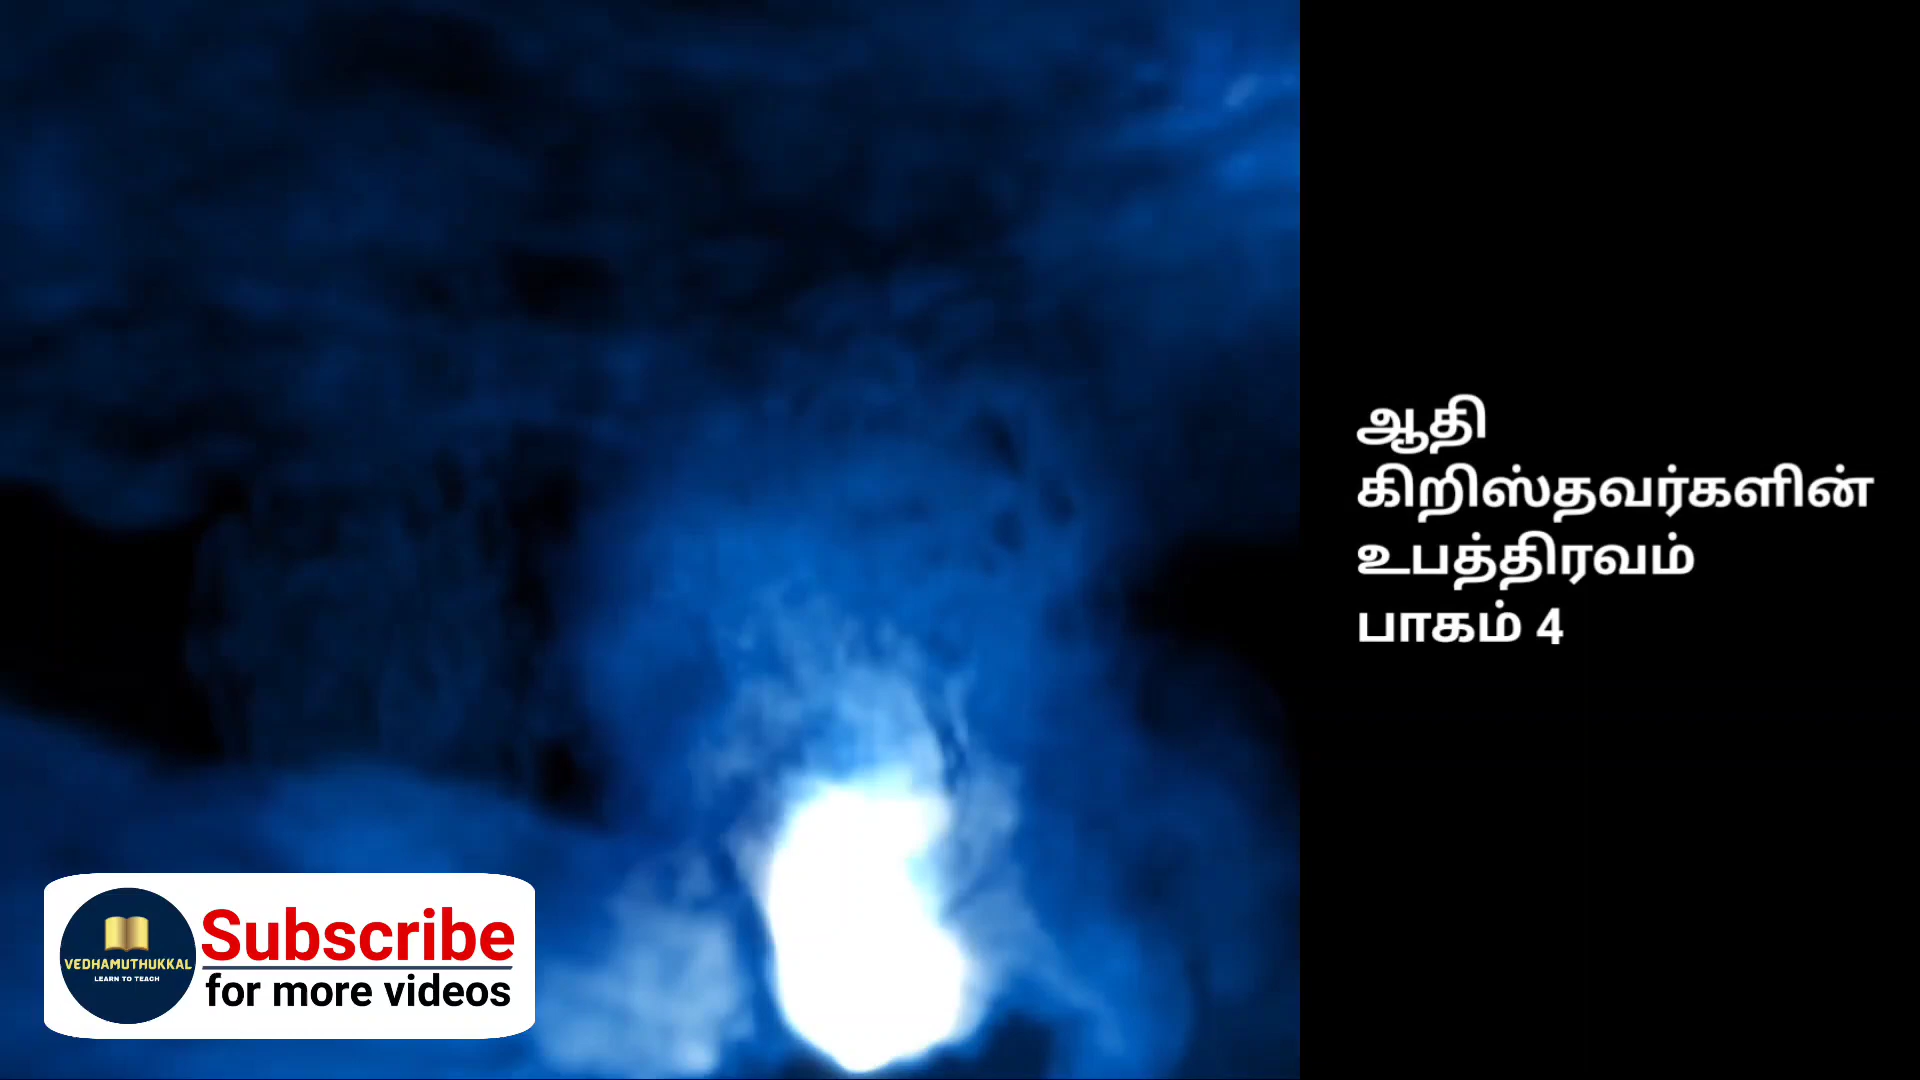 ஆதி
கிறிஸ்தவர்களின்
உபத்திரவம்
பாகம் 4
VEDHAMUTHUKKAL
LEARN TO TEACH
Subscribe
for more videos